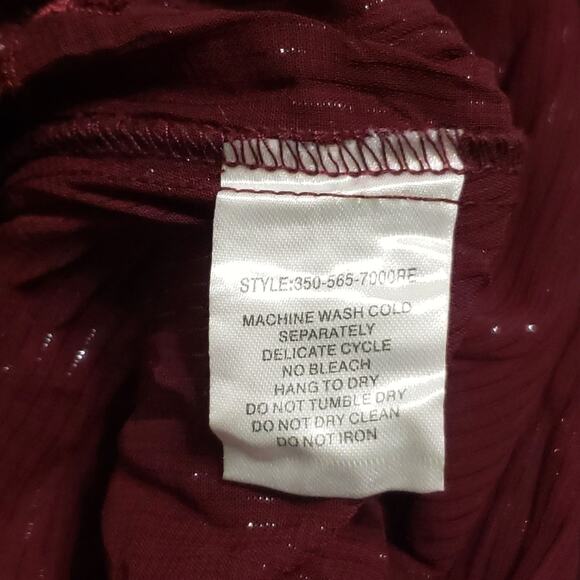 STYLE:350-565-7000RE
MACHINE WASH COLD
SEPARATELY
DELICATE CYCLE
NO BLEACH
HANG TO DRY
DO NOT TUMBLE DRY
DO NOT DRY CLEAN
DO NOT IRON